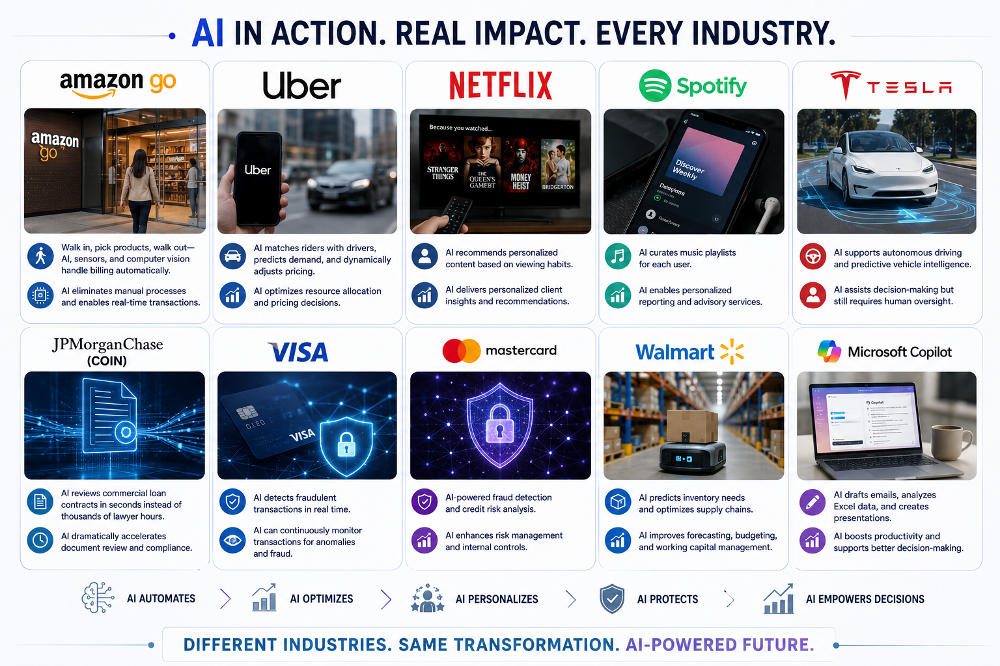 AI IN ACTION. REAL IMPACT. EVERY INDUSTRY.
amazon go
amazon
go
Walk in, pick products, walk out—
AI, sensors, and computer vision
handle billing automatically.
AI eliminates manual processes
and enables real-time transactions.
Uber
Uber
AI matches riders with drivers,
predicts demand, and dynamically
adjusts pricing.
AI optimizes resource allocation
and pricing decisions.
NETFLIX
Because you watched...
STRANGER
THINGS
THE
QUEEN'S
MONEY
HEIST
BRIDGERTON
AI recommends personalized
content based on viewing habits.
AI delivers personalized client
insights and recommendations.
Spotify
Discover
Weekly
AI curates music playlists
for each user.
AI enables personalized
reporting and advisory services.
TESLA
AI supports autonomous driving
and predictive vehicle intelligence.
AI assists decision-making but
still requires human oversight.
JPMorganChase
(COIN)
AI reviews commercial loan
contracts in seconds instead of
thousands of lawyer hours.
AI dramatically accelerates
document review and compliance.
VISA
VISA
AI detects fraudulent
transactions in real time.
AI can continuously monitor
transactions for anomalies
and fraud.
mastercard
AI-powered fraud detection
and credit risk analysis.
AI enhances risk management
and internal controls.
Walmart
AI predicts inventory needs
and optimizes supply chains.
AI improves forecasting, budgeting,
and working capital management.
Microsoft Copilot
Copilot
AI drafts emails, analyzes
Excel data, and creates
presentations.
AI boosts productivity and
supports better decision-making.
AI AUTOMATES
AI OPTIMIZES
AI PERSONALIZES
AI PROTECTS
AI EMPOWERS DECISIONS
DIFFERENT INDUSTRIES. SAME TRANSFORMATION. AI-POWERED FUTURE.